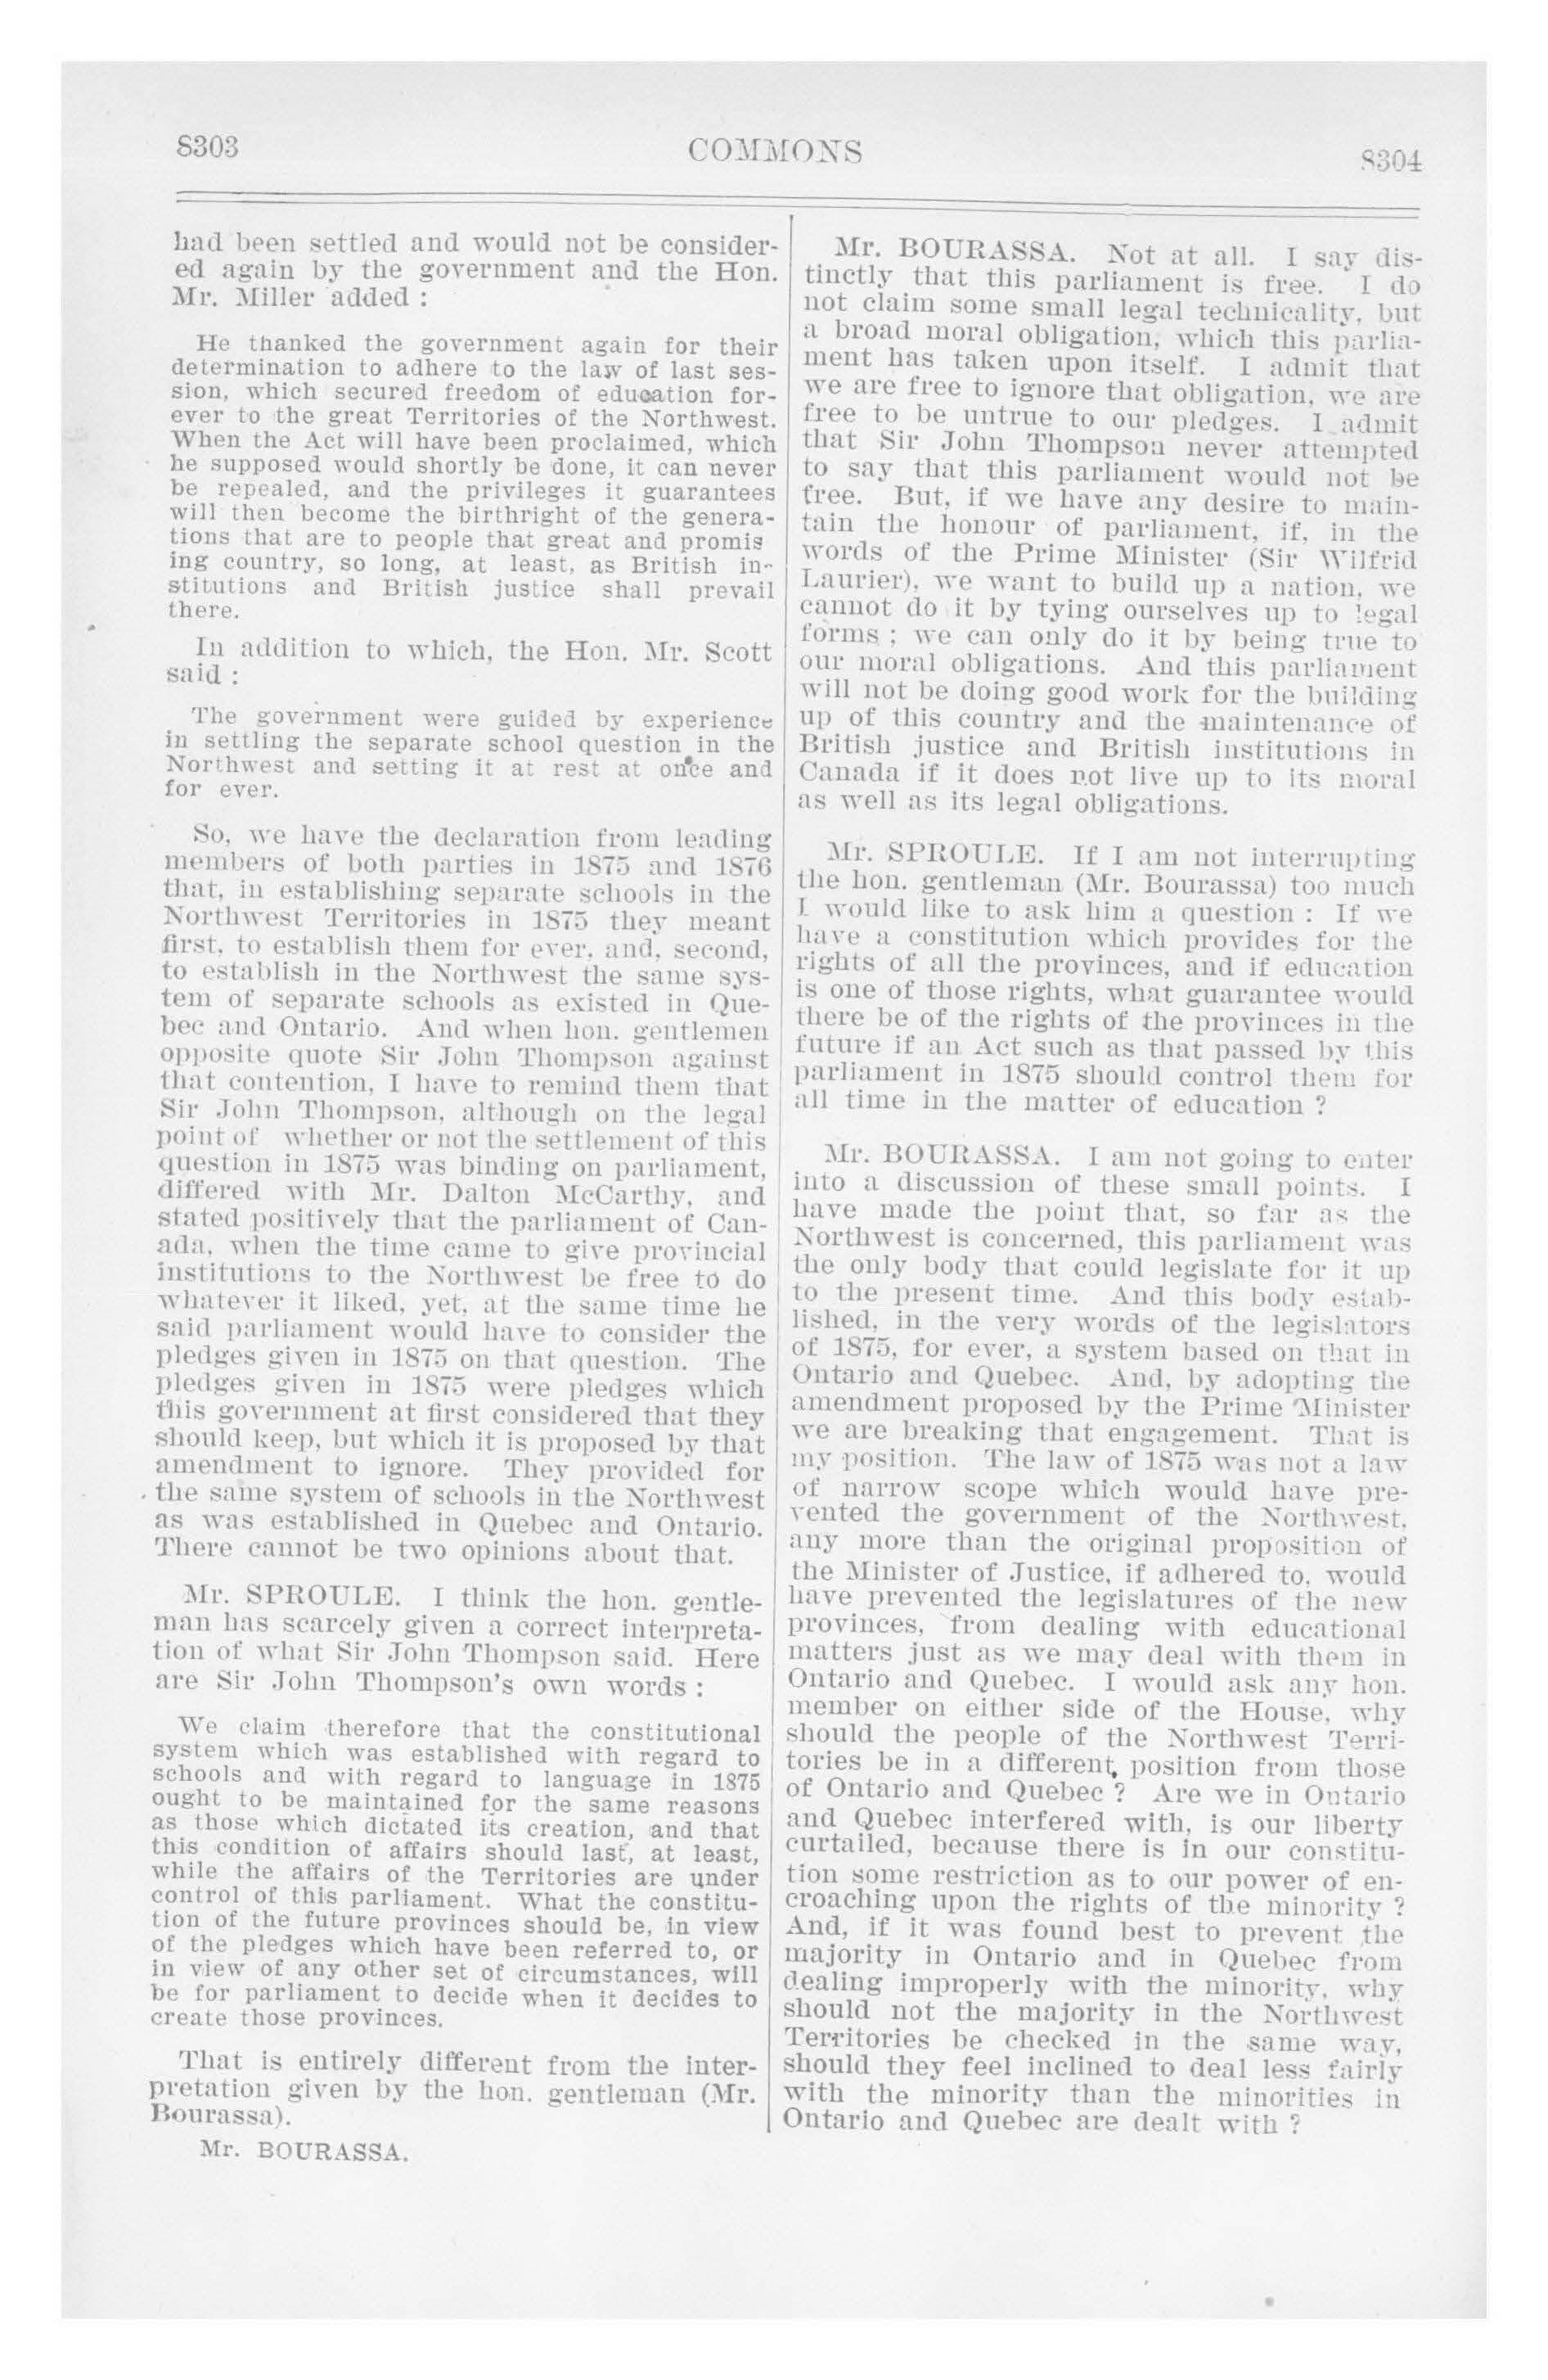 8303
COMMONS
8304
had been settled and would not be consider-
ed again by the government and the Hon.
Mr. Miller added :
He thanked the government again for their
determination to adhere to the law of last ses-
sion, which secured freedom of education for-
ever to the great Territories of the Northwest.
When the Act will have been proclaimed, which
he supposed would shortly be done, it can never
be repealed, and the privileges it guarantees
will then become the birthright of the genera-
tions that are to people that great and promis
ing country, so long, at least, as British in-
stitutions and British justice shall prevail
there.
In addition to which, the Hon. Mr. Scott
said :
The government were guided by experience
in settling the separate school question in the
Northwest and setting it at rest at once and
for ever.
So, we have the declaration from leading
members of both parties in 1875 and 1876
that, in establishing separate schools in the
Northwest Territories in 1875 they meant
first, to establish them for ever, and, second,
to establish in the Northwest the same sys-
tem of separate schools as existed in Que-
bec and Ontario. And when hon. gentlemen
opposite quote Sir John Thompson against
that contention, I have to remind them that
Sir John Thompson, although on the legal
point of whether or not the settlement of this
question in 1875 was binding on parliament,
differed with Mr. Dalton McCarthy, and
stated positively that the parliament of Can-
ada, when the time came to give provincial
institutions to the Northwest be free to do
whatever it liked, yet, at the same time he
said parliament would have to consider the
pledges given in 1875 on that question. The
pledges given in 1875 were pledges which
this government at first considered that they
should keep, but which it is proposed by that
amendment to ignore. They provided for
the same system of schools in the Northwest
as was established in Quebec and Ontario.
There cannot be two opinions about that.
Mr. SPROULE. I think the hon. gentle-
man has scarcely given a correct interpreta-
tion of what Sir John Thompson said. Here
are Sir John Thompson's own words :
We claim therefore that the constitutional
system which was established with regard to
schools and with regard to language in 1875
ought to be maintained for the same reasons
as those which dictated its creation, and that
this condition of affairs should last, at least,
while the affairs of the Territories are under
control of this parliament. What the constitu-
tion of the future provinces should be, in view
of the pledges which have been referred to, or
in view of any other set of circumstances, will
be for parliament to decide when it decides to
create those provinces.
That is entirely different from the inter-
pretation given by the hon. gentleman (Mr.
Bourassa).
Mr. BOURASSA.
Mr. BOURASSA. Not at all. I say dis-
tinctly that this parliament is free. I do
not claim some small legal technicality, but
a broad moral obligation, which this parlia-
ment has taken upon itself. I admit that
we are free to ignore that obligation, we are
free to be untrue to our pledges. I admit
that Sir John Thompson never attempted
to say that this parliament would not be
free. But, if we have any desire to main-
tain the honour of parliament, if, in the
words of the Prime Minister (Sir Wilfrid
Laurier), we want to build up a nation, we
cannot do it by tying ourselves up to legal
forms ; we can only do it by being true to
our moral obligations. And this parliament
will not be doing good work for the building
up of this country and the maintenance of
British justice and British institutions in
Canada if it does not live up to its moral
as well as its legal obligations.
Mr. SPROULE. If I am not interrupting
the hon. gentleman (Mr. Bourassa) too much
I would like to ask him a question : If we
have a constitution which provides for the
rights of all the provinces, and if education
is one of those rights, what guarantee would
there be of the rights of the provinces in the
future if an Act such as that passed by this
parliament in 1875 should control them for
all time in the matter of education ?
Mr. BOURASSA. I am not going to enter
into a discussion of these small points. I
have made the point that, so far as the
Northwest is concerned, this parliament was
the only body that could legislate for it up
to the present time. And this body estab-
lished, in the very words of the legislators
of 1875, for ever, a system based on that in
Ontario and Quebec. And, by adopting the
amendment proposed by the Prime Minister
we are breaking that engagement. That is
my position. The law of 1875 was not a law
of narrow scope which would have pre-
vented the government of the Northwest,
any more than the original proposition of
the Minister of Justice, if adhered to, would
have prevented the legislatures of the new
provinces, from dealing with educational
matters just as we may deal with them in
Ontario and Quebec. I would ask any hon.
member on either side of the House, why
should the people of the Northwest Terri-
tories be in a different position from those
of Ontario and Quebec ? Are we in Ontario
and Quebec interfered with, is our liberty
curtailed, because there is in our constitu-
tion some restriction as to our power of en-
croaching upon the rights of the minority ?
And, if it was found best to prevent the
majority in Ontario and in Quebec from
dealing improperly with the minority, why
should not the majority in the Northwest
Territories be checked in the same way,
should they feel inclined to deal less fairly
with the minority than the minorities in
Ontario and Quebec are dealt with ?